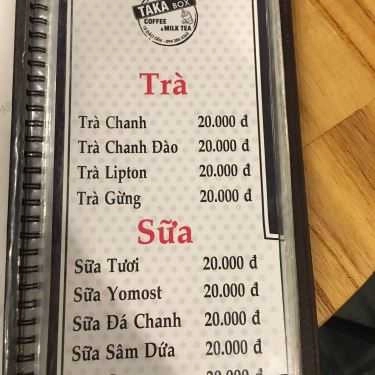 TAKA BOX
COFFEE
& MILK TEA
Trà
Trà Chanh 20.000 đ
Trà Chanh Đào 20.000 đ
Trà Lipton 20.000 đ
Trà Gừng 20.000 đ
Sữa
Sữa Tươi 20.000 đ
Sữa Yomost 20.000 đ
Sữa Đá Chanh 20.000 đ
Sữa Sâm Dứa 20.000 đ
20.000 đ